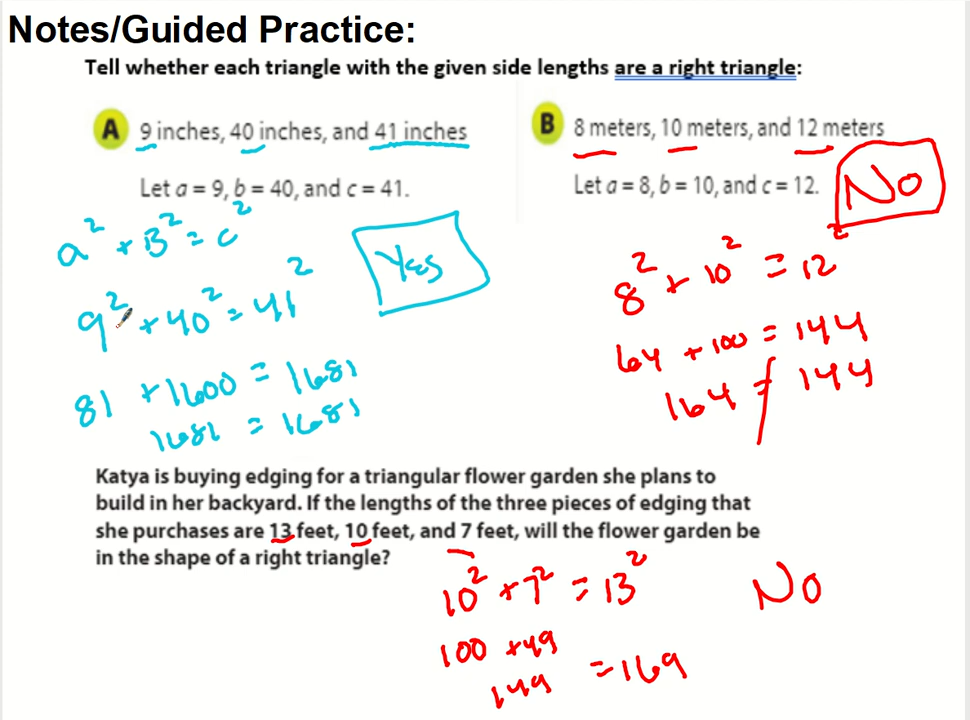 Notes/Guided Practice:
Tell whether each triangle with the given side lengths are a right triangle:
A 9 inches, 40 inches, and 41 inches
Let a = 9, b = 40, and c = 41.
a² + B² = c²
Yes
9² + 40² = 41²
81 + 1600 = 1681
1681 = 1681
B 8 meters, 10 meters, and 12 meters
Let a = 8, b = 10, and c = 12.
No
8² + 10² = 12²
64 + 100 = 144
164 ≠ 144
Katya is buying edging for a triangular flower garden she plans to
build in her backyard. If the lengths of the three pieces of edging that
she purchases are 13 feet, 10 feet, and 7 feet, will the flower garden be
in the shape of a right triangle?
10² + 7² = 13²
No
100 + 49
149 = 169